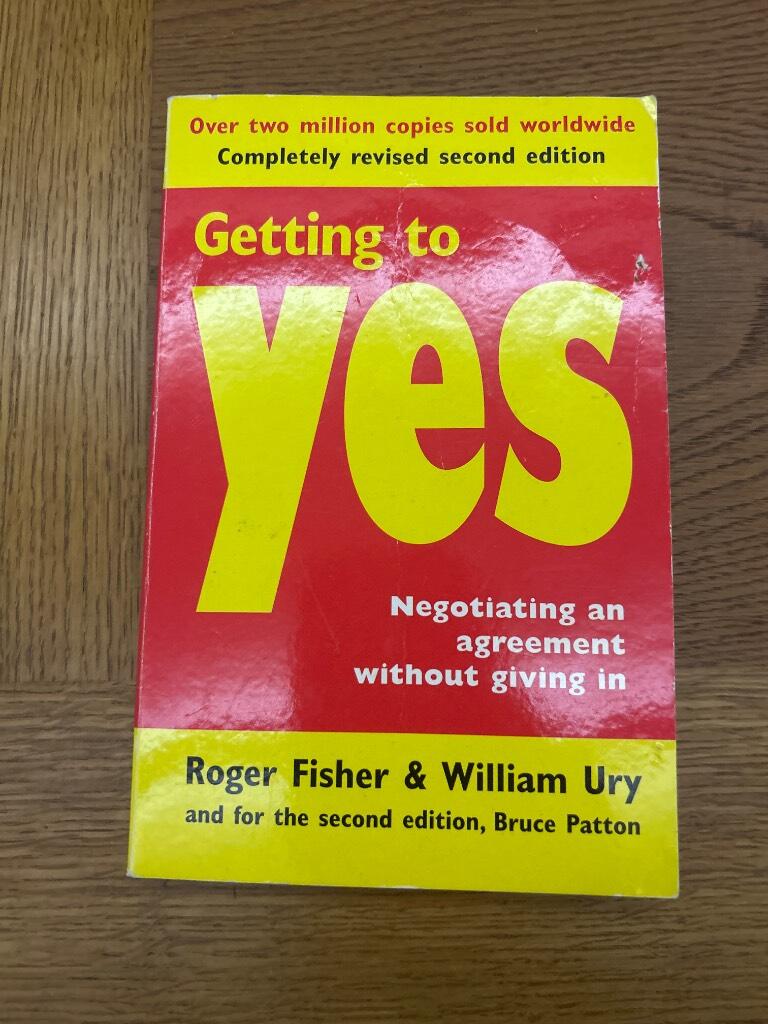 Over two million copies sold worldwide
Completely revised second edition
Getting to
yes
Negotiating an
agreement
without giving in
Roger Fisher & William Ury
and for the second edition, Bruce Patton